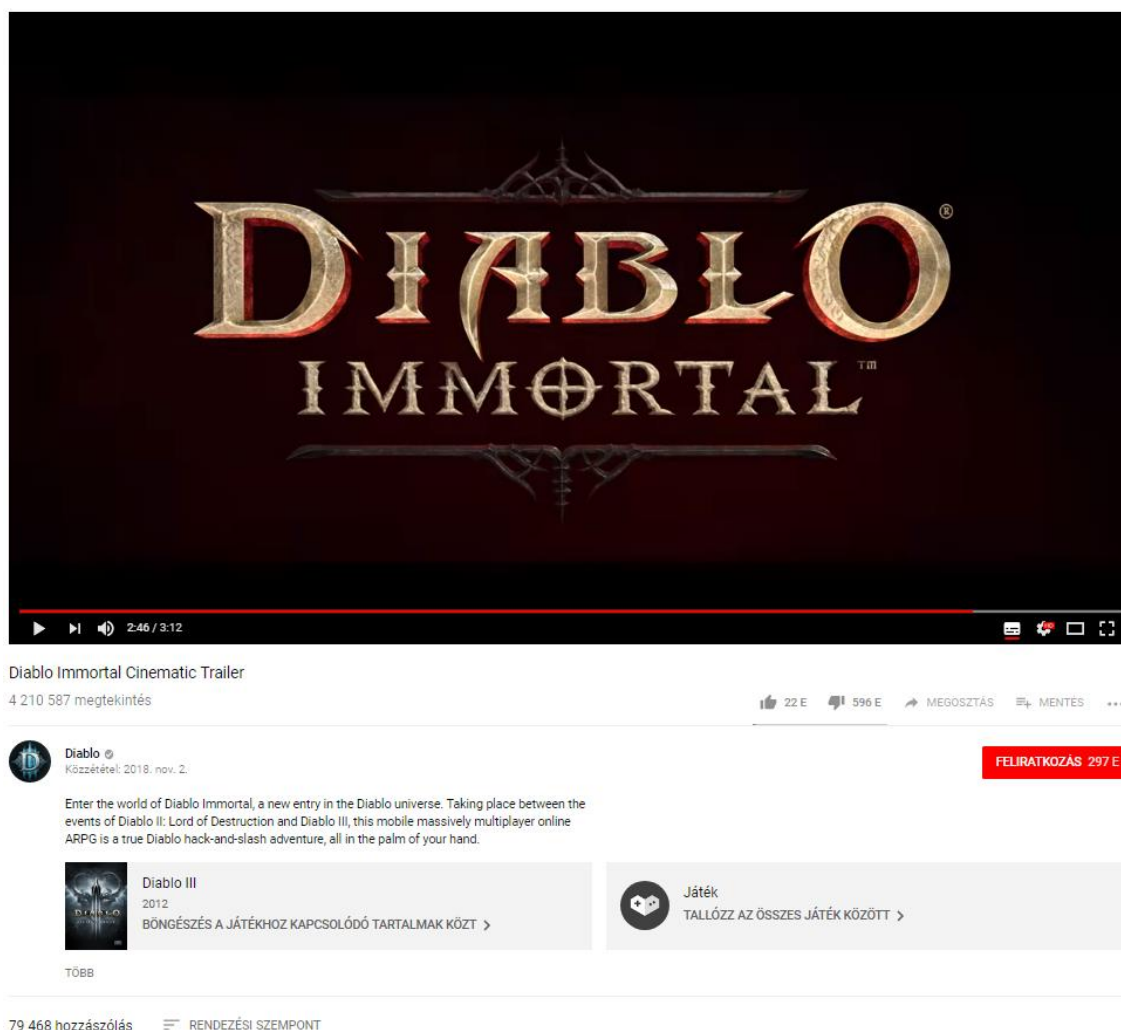 DIABLO®
IMMORTAL™
2:46 / 3:12
HD
Diablo Immortal Cinematic Trailer
4 210 587 megtekintés
22 E 596 E MEGOSZTÁS MENTÉS
Diablo
Közzététel: 2018. nov. 2.
FELIRATKOZÁS 297 E
Enter the world of Diablo Immortal, a new entry in the Diablo universe. Taking place between the
events of Diablo II: Lord of Destruction and Diablo III, this mobile massively multiplayer online
ARPG is a true Diablo hack-and-slash adventure, all in the palm of your hand.
DIABLO
Diablo III
2012
BÖNGÉSZÉS A JÁTÉKHOZ KAPCSOLÓDÓ TARTALMAK KÖZT
Játék
TALLÓZZ AZ ÖSSZES JÁTÉK KÖZÖTT
TÖBB
79 468 hozzászólás RENDEZÉSI SZEMPONT